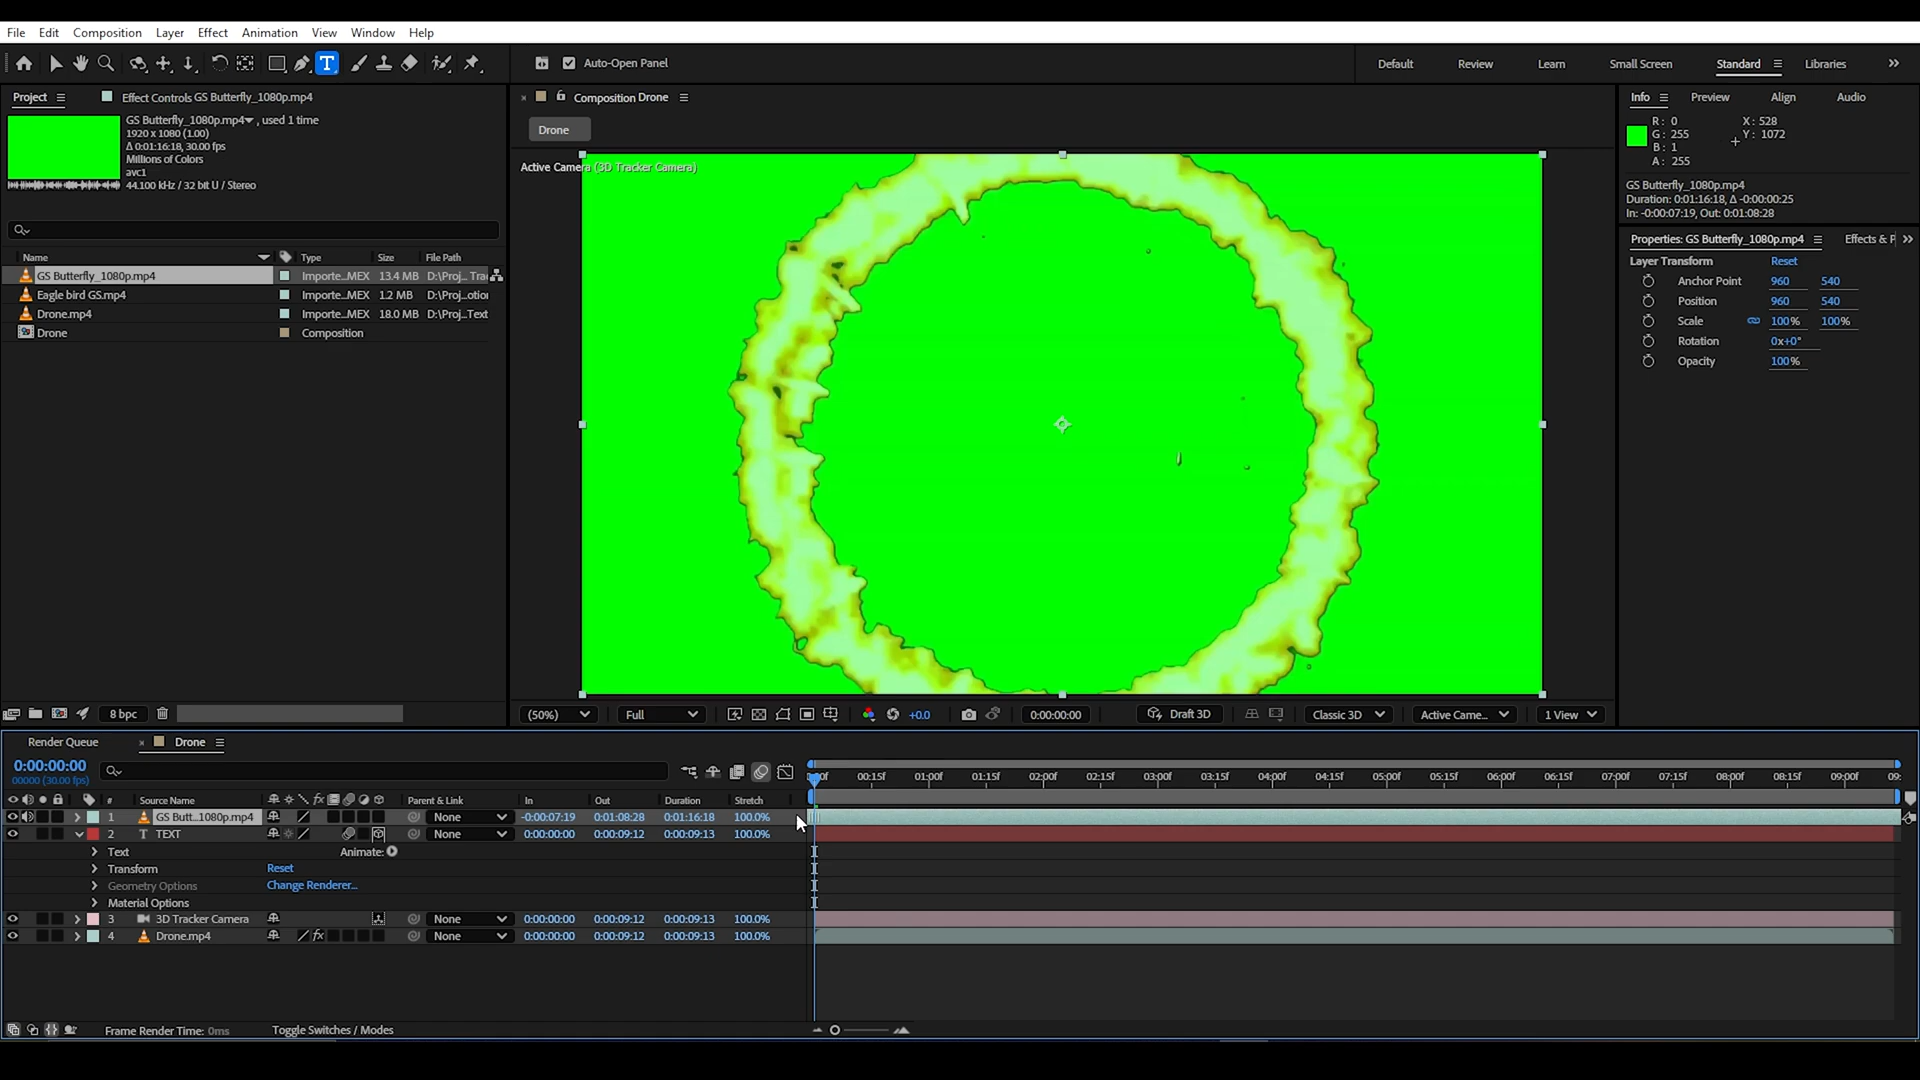 File Edit Composition Layer Effect Animation View Window Help
T Auto-Open Panel Default Review Learn Small Screen Standard Libraries
Project Effect Controls GS Butterfly_1080p.mp4
GS Butterfly_1080p.mp4 , used 1 time
1920 x 1080 (1.00)
Δ 0:01:16:18, 30.00 fps
Millions of Colors
avc1
44.100 kHz / 32 bit U / Stereo
Name Type Size File Path
GS Butterfly_1080p.mp4 Importe...MEX 13.4 MB D:\Proj... Tra
Eagle bird GS.mp4 Importe...MEX 1.2 MB D:\Proj...otion
Drone.mp4 Importe...MEX 18.0 MB D:\Proj...Text
Drone Composition
8 bpc
Composition Drone
Drone
Active Camera (3D Tracker Camera)
(50%) Full +0.0 0:00:00:00 Draft 3D Classic 3D Active Came... 1 View
Info Preview Align Audio
R: 0 X: 528
G: 255 Y: 1072
B: 1
A: 255
GS Butterfly_1080p.mp4
Duration: 0:01:16:18, Δ -0:00:00:25
In: -0:00:07:19, Out: 0:01:08:28
Properties: GS Butterfly_1080p.mp4 Effects & P
Layer Transform Reset
Anchor Point 960 540
Position 960 540
Scale 100% 100%
Rotation 0x+0°
Opacity 100%
Render Queue Drone
0:00:00:00
00000 (30.00 fps)
00f 00:15f 01:00f 01:15f 02:00f 02:15f 03:00f 03:15f 04:00f 04:15f 05:00f 05:15f 06:00f 06:15f 07:00f 07:15f 08:00f 08:15f 09:00f 09:
# Source Name fx Parent & Link In Out Duration Stretch
1 GS Butt...1080p.mp4 None -0:00:07:19 0:01:08:28 0:01:16:18 100.0%
2 T TEXT None 0:00:00:00 0:00:09:12 0:00:09:13 100.0%
Text Animate:
Transform Reset
Geometry Options Change Renderer...
Material Options
3 3D Tracker Camera None 0:00:00:00 0:00:09:12 0:00:09:13 100.0%
4 Drone.mp4 fx None 0:00:00:00 0:00:09:12 0:00:09:13 100.0%
Frame Render Time: 0ms Toggle Switches / Modes